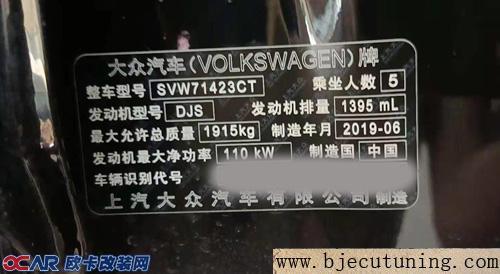 大众汽车(VOLKSWAGEN)牌
整车型号 SVW71423CT 乘坐人数 5
发动机型号 DJS 发动机排量 1395 mL
最大允许总质量 1915kg 制造年月 2019-06
发动机最大净功率 110 kW 制造国 中国
车辆识别代号
上汽大众汽车有限公司制造
OCAR 欧卡改装网
www.bjecutuning.com